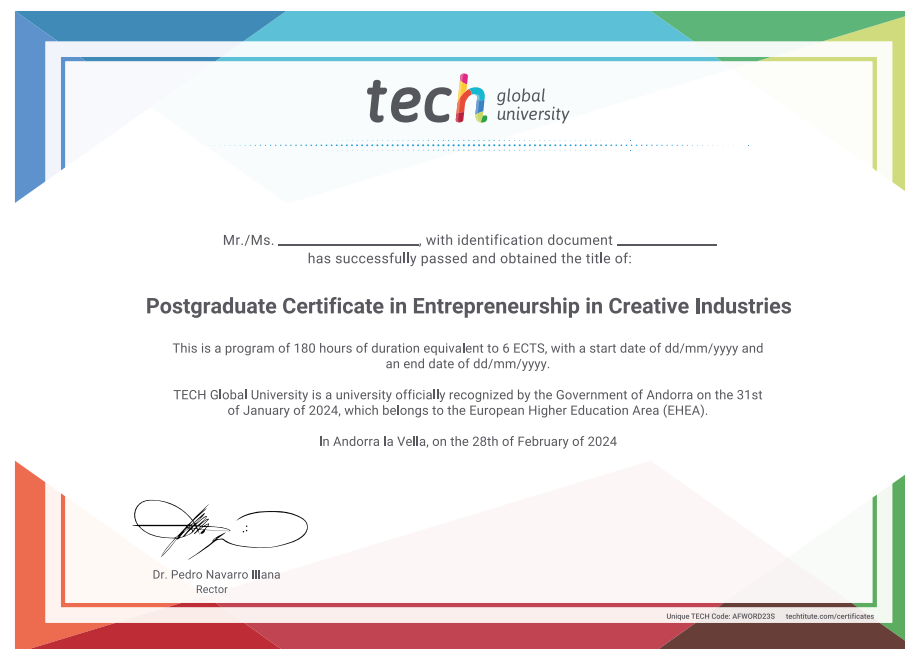 tech global university
Mr./Ms. ____________________, with identification document ______________
has successfully passed and obtained the title of:
Postgraduate Certificate in Entrepreneurship in Creative Industries
This is a program of 180 hours of duration equivalent to 6 ECTS, with a start date of dd/mm/yyyy and
an end date of dd/mm/yyyy.
TECH Global University is a university officially recognized by the Government of Andorra on the 31st
of January of 2024, which belongs to the European Higher Education Area (EHEA).
In Andorra la Vella, on the 28th of February of 2024
Dr. Pedro Navarro Illana
Rector
Unique TECH Code: AFWORD23S techtitute.com/certificates